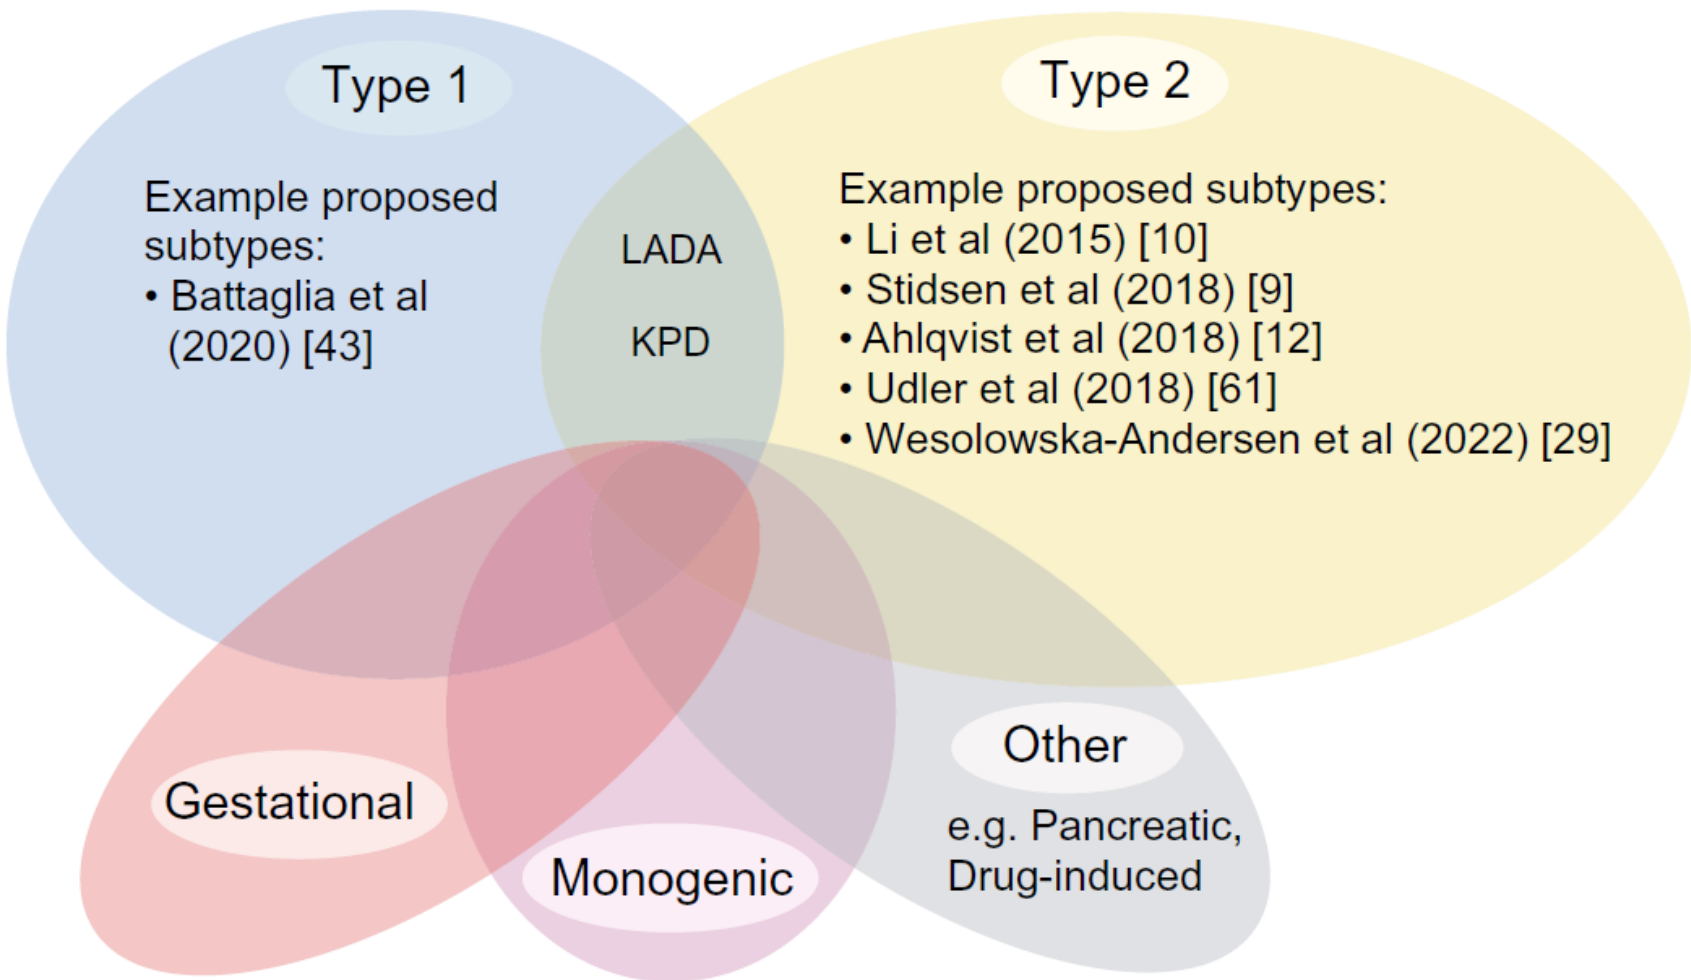 Type 1
Example proposed
subtypes:
• Battaglia et al
(2020) [43]
LADA
KPD
Type 2
Example proposed subtypes:
• Li et al (2015) [10]
• Stidsen et al (2018) [9]
• Ahlqvist et al (2018) [12]
• Udler et al (2018) [61]
• Wesolowska-Andersen et al (2022) [29]
Gestational
Monogenic
Other
e.g. Pancreatic,
Drug-induced